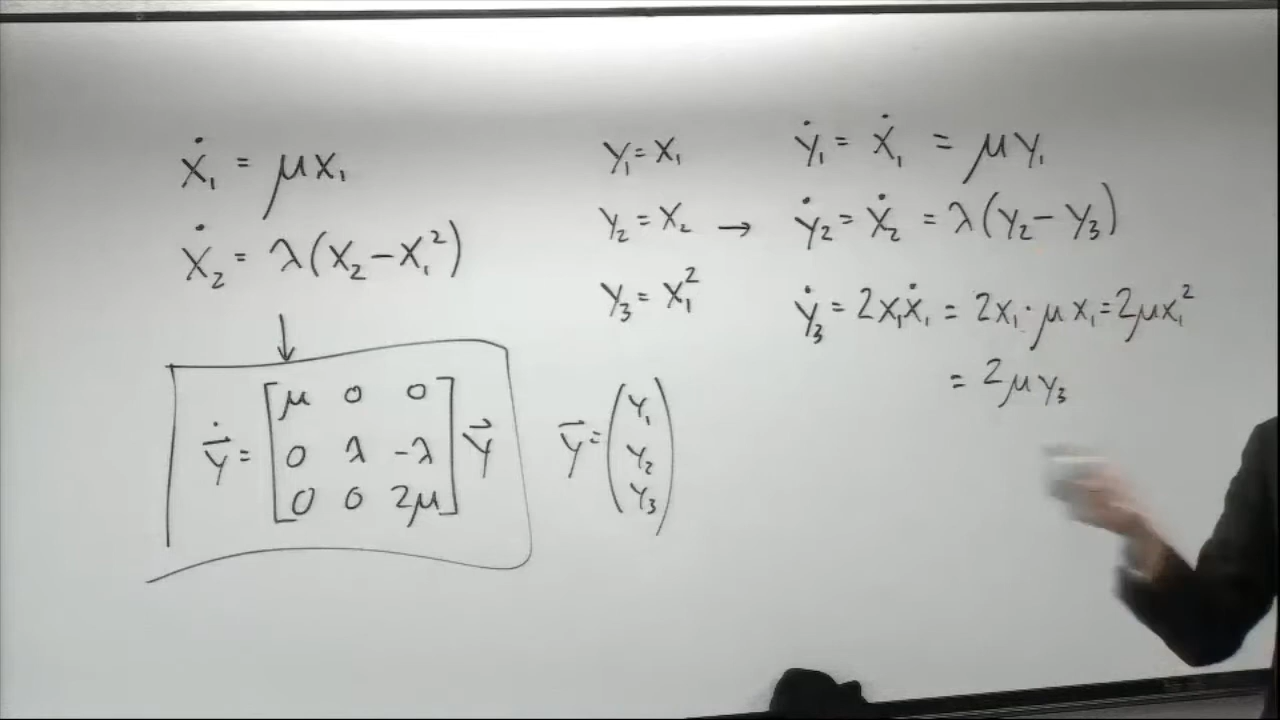 ẋ₁ = μx₁
ẋ₂ = λ(x₂ − x₁²)
↓
y⃗̇ = [μ 0 0
0 λ −λ
0 0 2μ] y⃗
y₁ = x₁
y₂ = x₂ →
y₃ = x₁²
y⃗ = (y₁
y₂
y₃)
ẏ₁ = ẋ₁ = μy₁
ẏ₂ = ẋ₂ = λ(y₂ − y₃)
ẏ₃ = 2x₁ẋ₁ = 2x₁·μx₁ = 2μx₁²
= 2μy₃